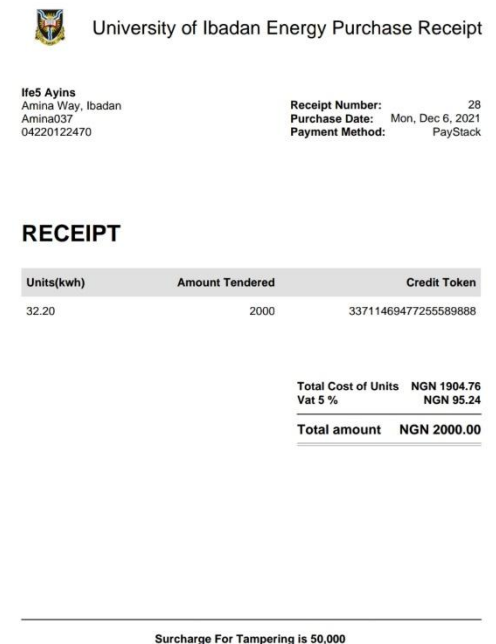 University of Ibadan Energy Purchase Receipt
Ife5 Ayins
Amina Way, Ibadan
Amina037
04220122470
Receipt Number: 28
Purchase Date: Mon, Dec 6, 2021
Payment Method: PayStack
RECEIPT
Units(kwh) Amount Tendered Credit Token
32.20 2000 33711469477255589888
Total Cost of Units NGN 1904.76
Vat 5 % NGN 95.24
Total amount NGN 2000.00
Surcharge For Tampering is 50,000